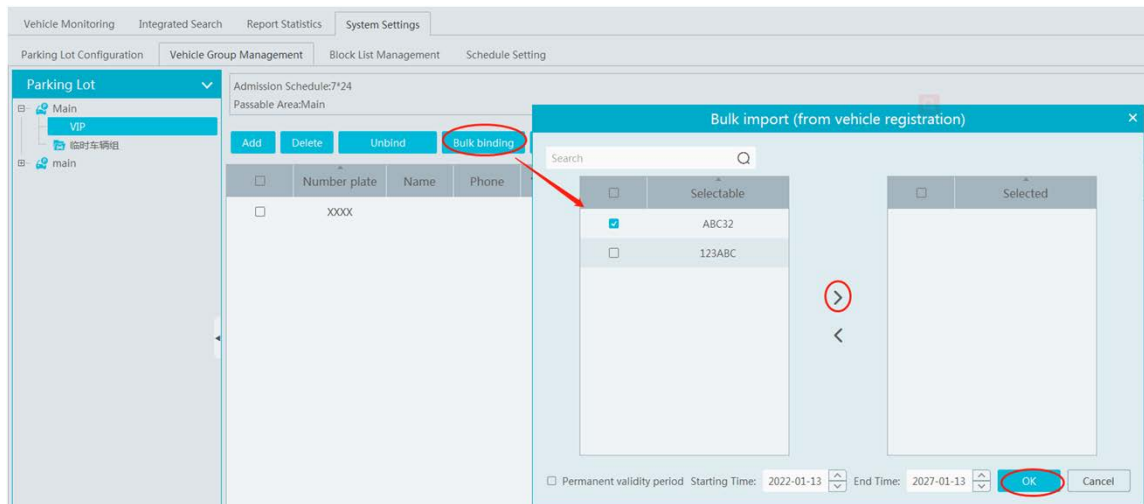 Vehicle Monitoring Integrated Search Report Statistics System Settings
Parking Lot Configuration Vehicle Group Management Block List Management Schedule Setting
Parking Lot
Main
VIP
临时车辆组
main
Admission Schedule:7*24
Passable Area:Main
Add Delete Unbind Bulk binding
Number plate Name Phone
XXXX
Bulk import (from vehicle registration)
Search
Selectable
ABC32
123ABC
Selected
Permanent validity period Starting Time: 2022-01-13 End Time: 2027-01-13 OK Cancel